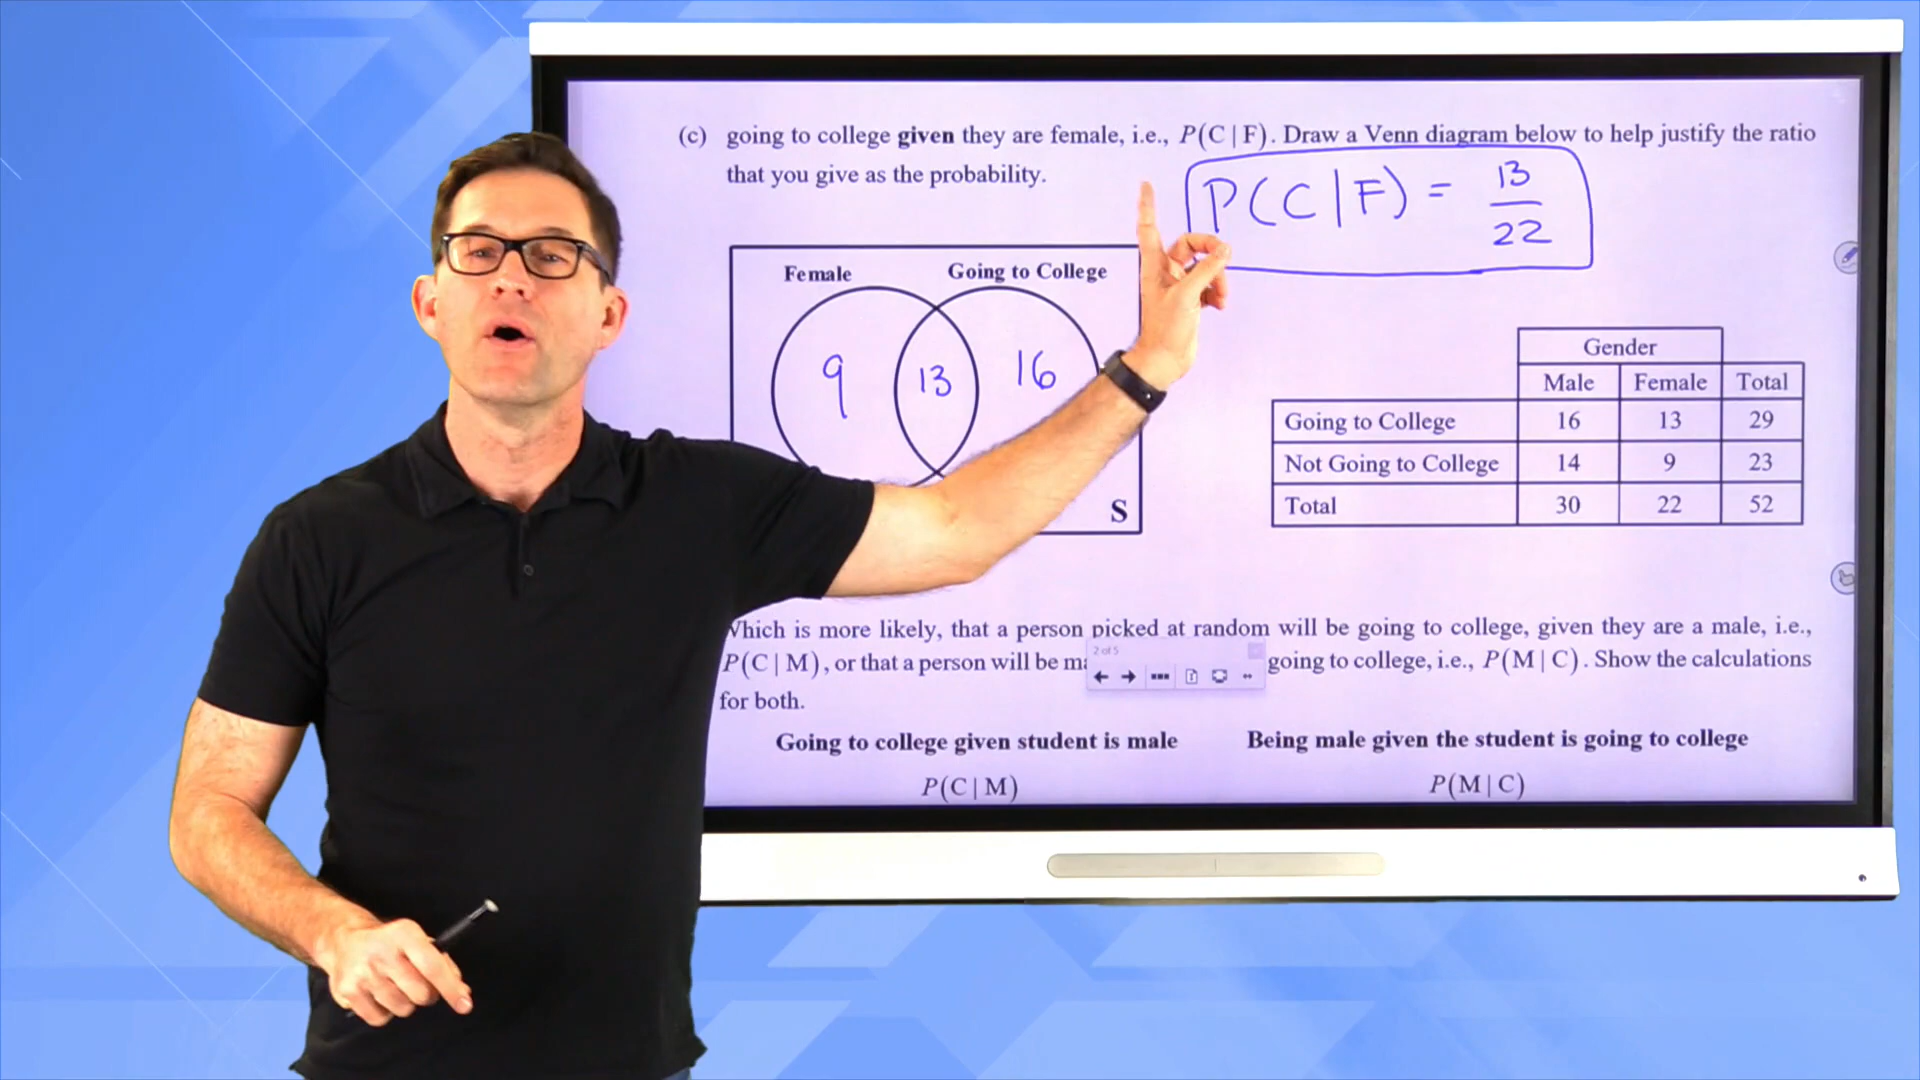 (c) going to college given they are female, i.e., P(C | F). Draw a Venn diagram below to help justify the ratio
that you give as the probability.
P(C | F) = 13/22
Female Going to College
9 13 16
S
Gender
Male Female Total
Going to College 16 13 29
Not Going to College 14 9 23
Total 30 22 52
Which is more likely, that a person picked at random will be going to college, given they are a male, i.e.,
P(C | M), or that a person will be going to college, i.e., P(M | C). Show the calculations
for both.
2 of 5
Going to college given student is male Being male given the student is going to college
P(C | M) P(M | C)